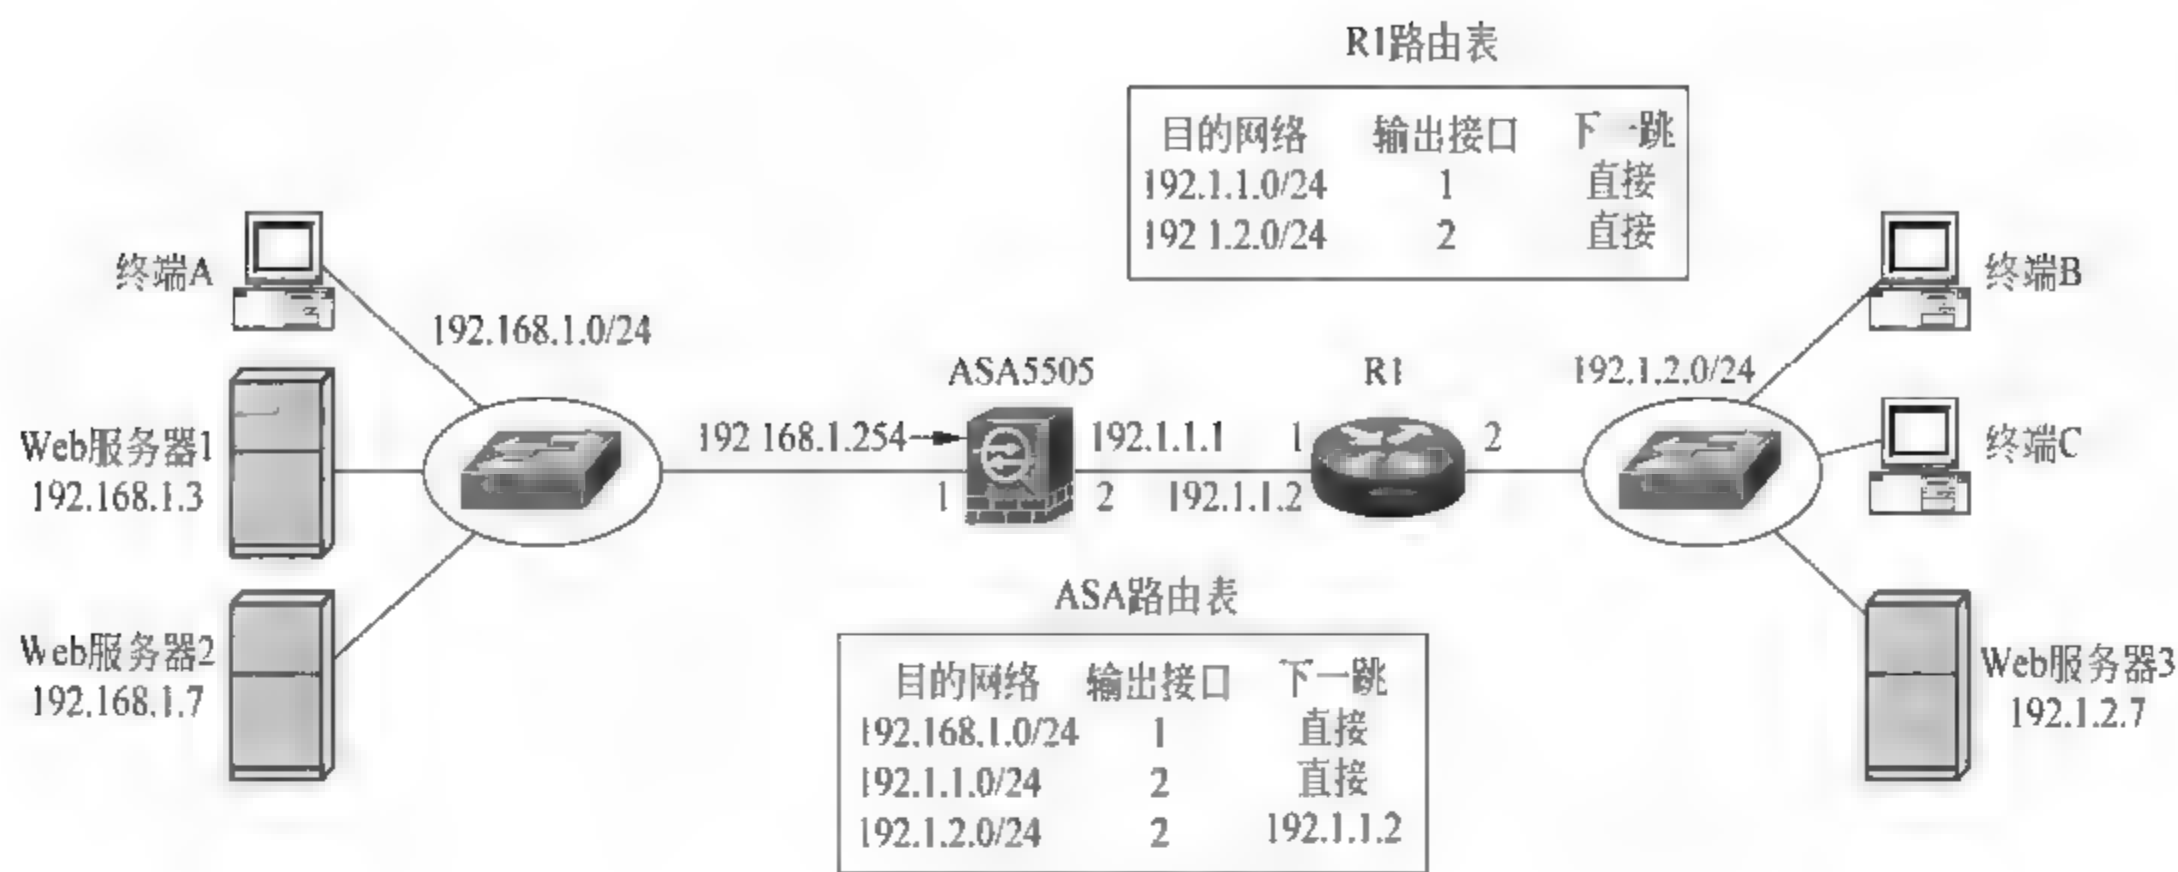 R1路由表
目的网络 输出接口 下一跳
192.1.1.0/24 1 直接
192 1.2.0/24 2 直接
终端A
192.168.1.0/24
Web服务器1
192.168.1.3
Web服务器2
192.168.1.7
192 168.1.254
1
ASA5505
192.1.1.1
2
192.1.1.2
1
R1
2
192.1.2.0/24
终端B
终端C
Web服务器3
192.1.2.7
ASA路由表
目的网络 输出接口 下一跳
192.168.1.0/24 1 直接
192.1.1.0/24 2 直接
192.1.2.0/24 2 192.1.1.2